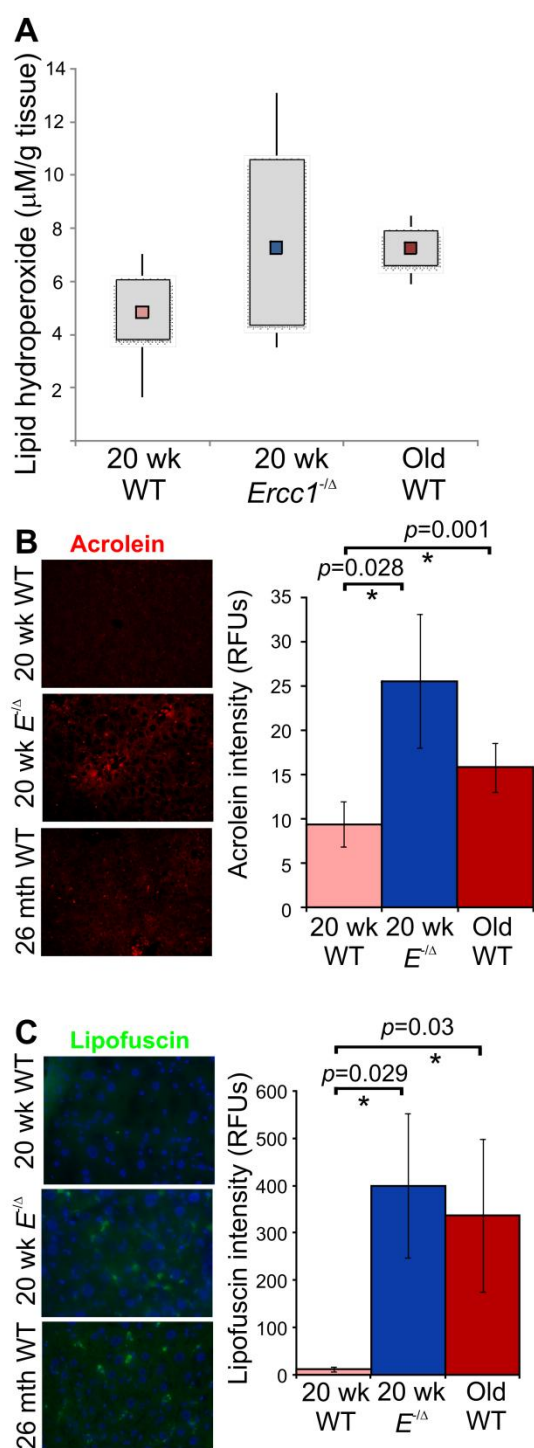 A
Lipid hydroperoxide (µM/g tissue)
14
12
10
8
6
4
2
20 wk
WT
20 wk
Ercc1-/Δ
Old
WT
B
Acrolein
20 wk WT
20 wk E-/Δ
26 mth WT
p=0.001
*
p=0.028
*
Acrolein intensity (RFUs)
35
30
25
20
15
10
5
0
20 wk
WT
20 wk
E-/Δ
Old
WT
C
Lipofuscin
20 wk WT
20 wk E-/Δ
26 mth WT
p=0.03
*
p=0.029
*
Lipofuscin intensity (RFUs)
600
500
400
300
200
100
0
20 wk
WT
20 wk
E-/Δ
Old
WT